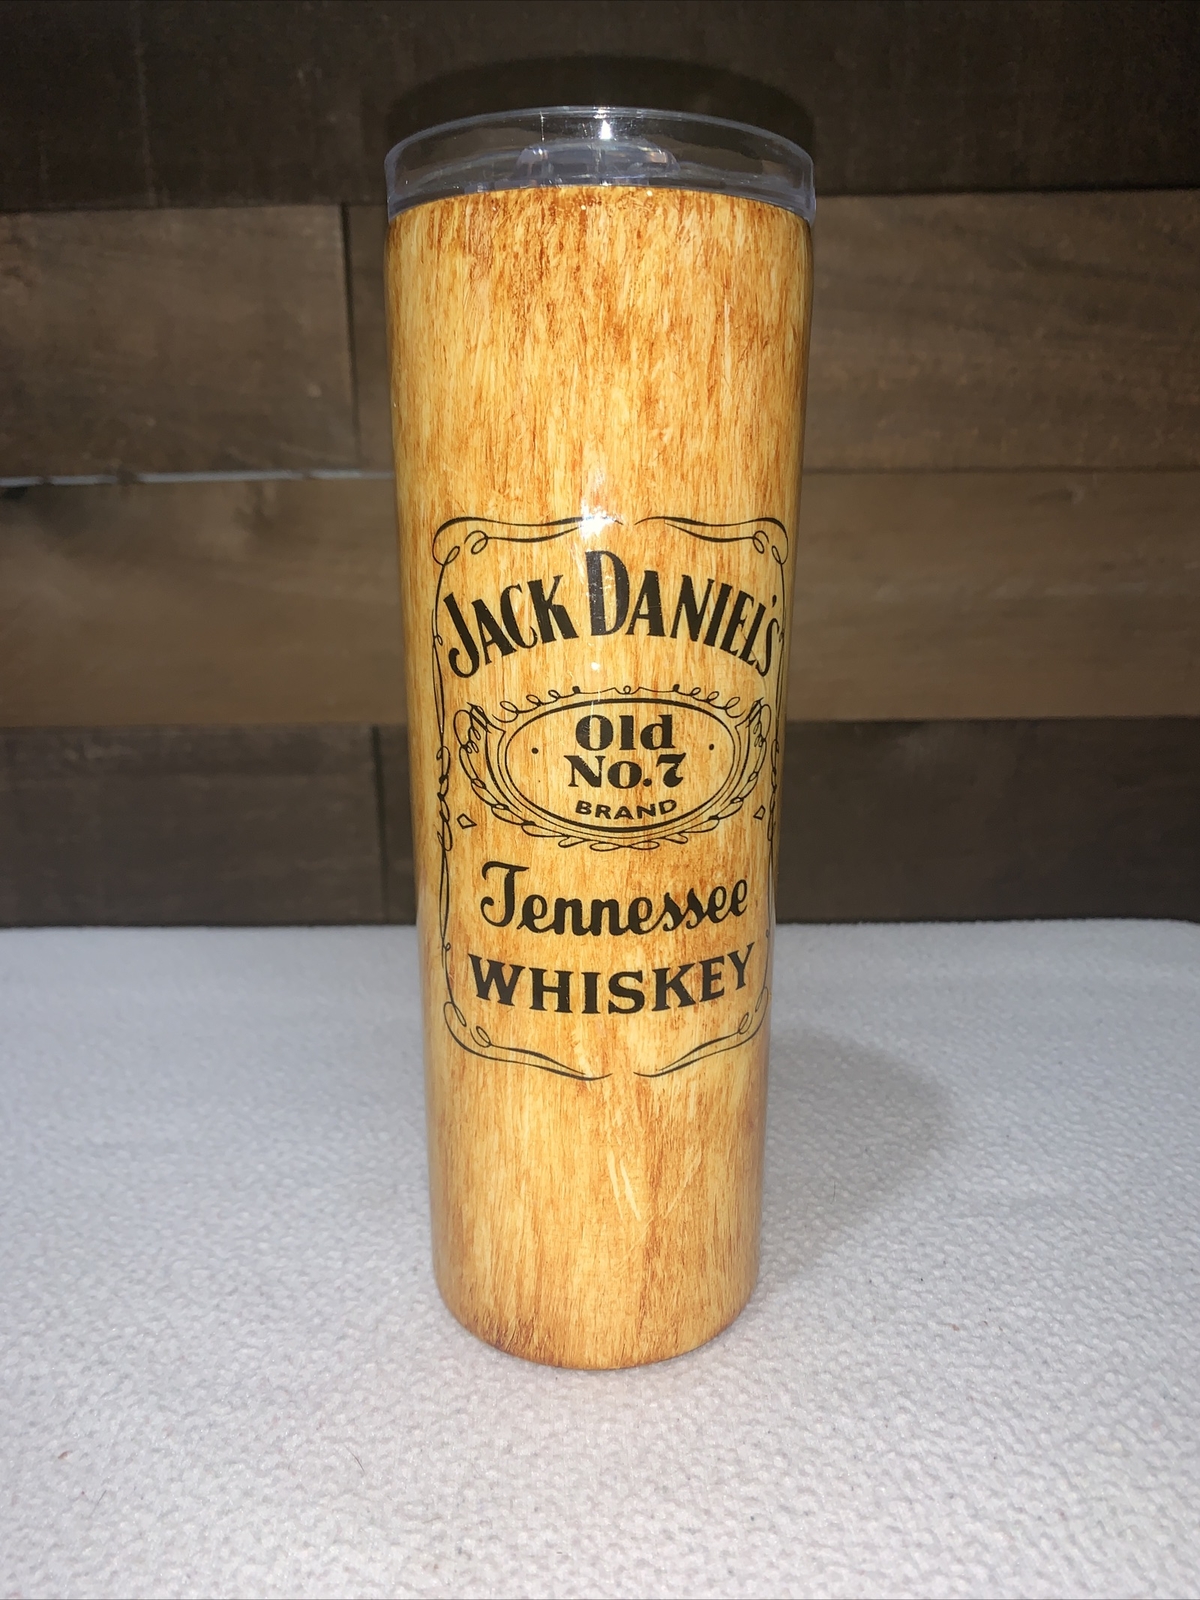 JACK DANIEL'S
Old
No.7
BRAND
Tennessee
WHISKEY